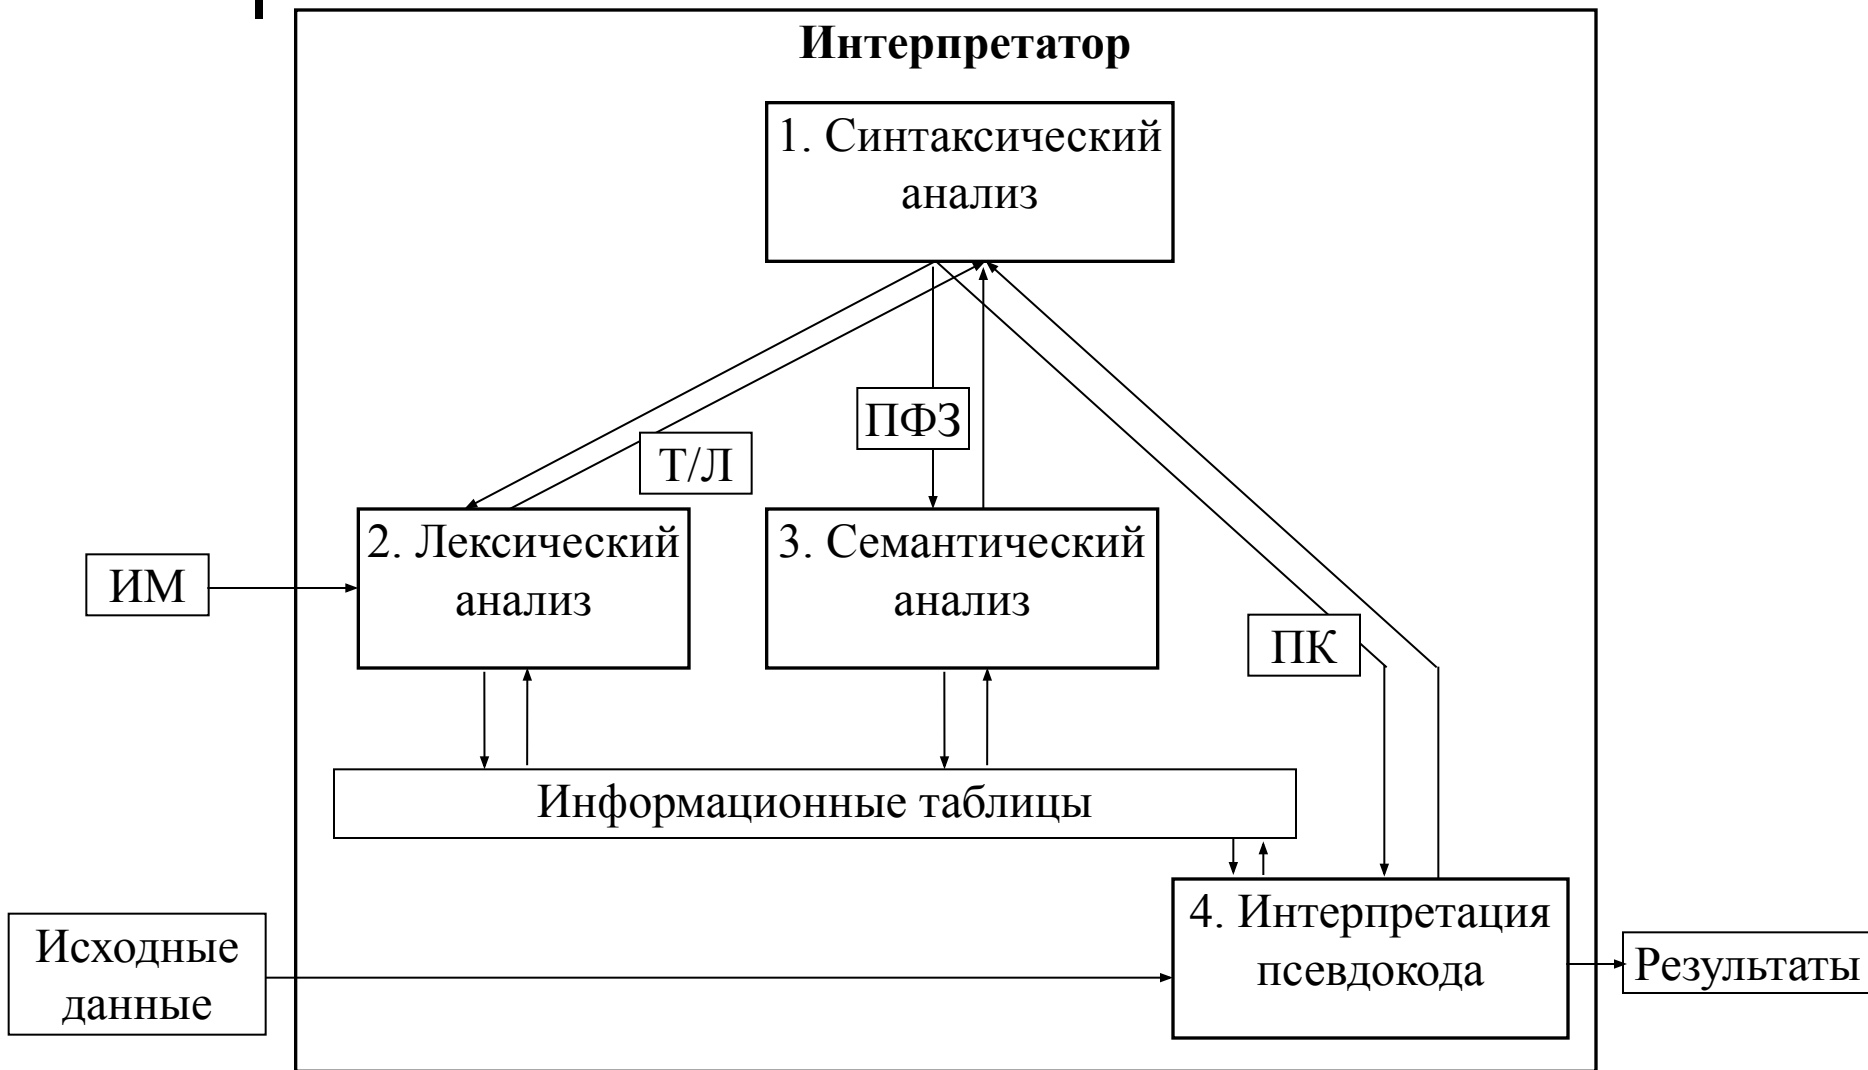 Интерпретатор
1. Синтаксический
анализ
ПФЗ
Т/Л
2. Лексический
анализ
3. Семантический
анализ
ИМ
ПК
Информационные таблицы
4. Интерпретация
псевдокода
Исходные
данные
Результаты